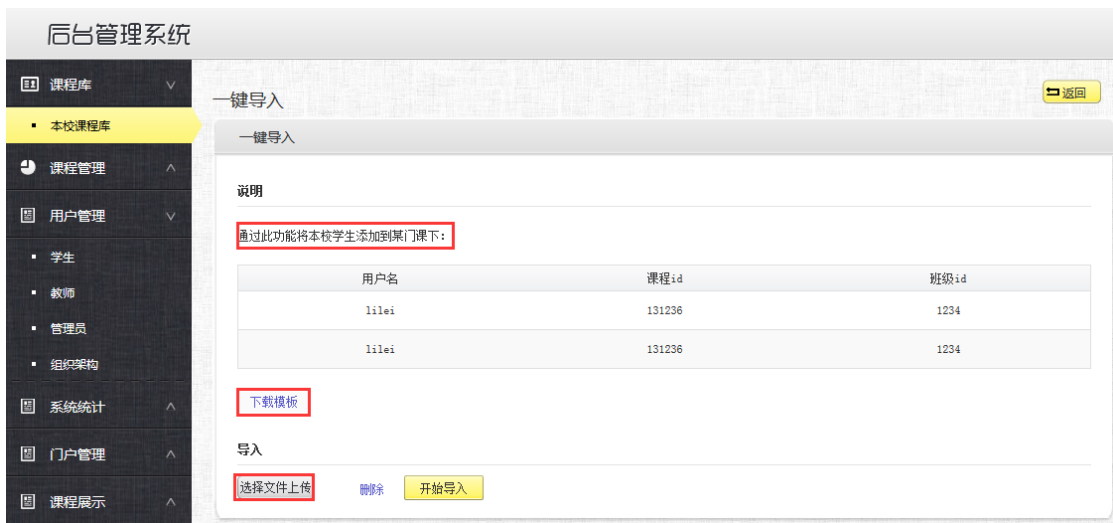 后台管理系统
课程库
本校课程库
课程管理
用户管理
学生
教师
管理员
组织架构
系统统计
门户管理
课程展示
一键导入
返回
一键导入
说明
通过此功能将本校学生添加到某门课下：
用户名 课程id 班级id
lilei 131236 1234
lilei 131236 1234
下载模板
导入
选择文件上传 删除 开始导入